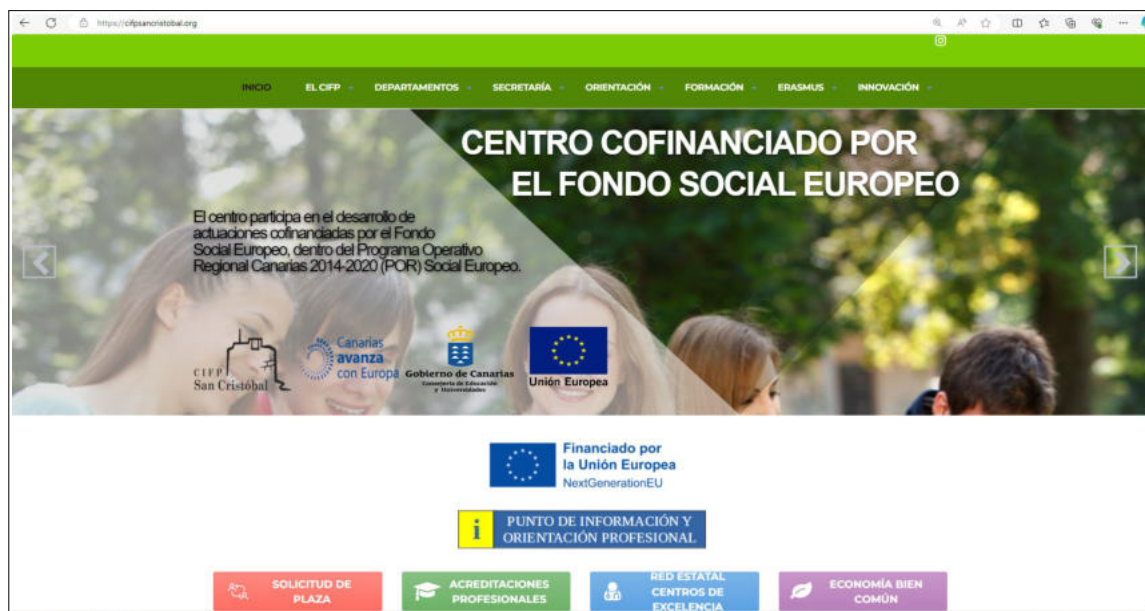 https://cifpsancristobal.org
INICIO EL CIFP DEPARTAMENTOS SECRETARÍA ORIENTACIÓN FORMACIÓN ERASMUS INNOVACIÓN
CENTRO COFINANCIADO POR
EL FONDO SOCIAL EUROPEO
El centro participa en el desarrollo de
actuaciones cofinanciadas por el Fondo
Social Europeo, dentro del Programa Operativo
Regional Canarias 2014-2020 (POR) Social Europeo.
CIFP
San Cristóbal
Canarias
avanza
con Europa
Gobierno de Canarias
Consejería de Educación
y Universidades
Unión Europea
Financiado por
la Unión Europea
NextGenerationEU
i
PUNTO DE INFORMACIÓN Y
ORIENTACIÓN PROFESIONAL
SOLICITUD DE
PLAZA
ACREDITACIONES
PROFESIONALES
RED ESTATAL
CENTROS DE
EXCELENCIA
ECONOMÍA BIEN
COMÚN